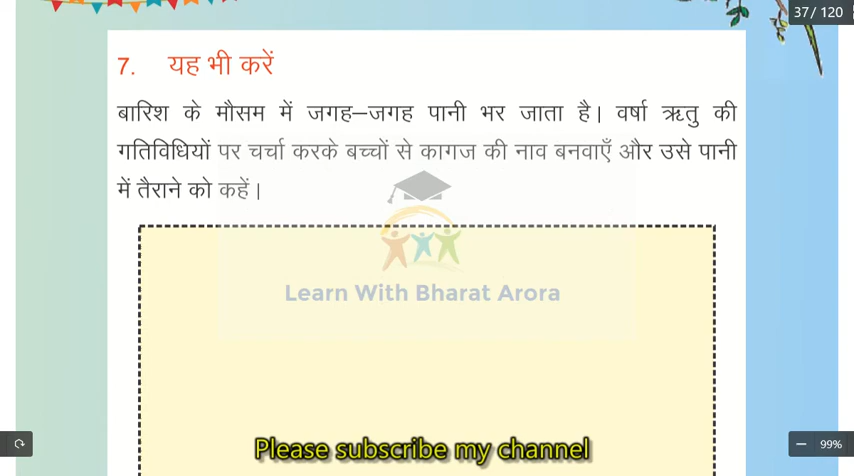 37 / 120
7. यह भी करें
बारिश के मौसम में जगह–जगह पानी भर जाता है। वर्षा ऋतु की
गतिविधियों पर चर्चा करके बच्चों से कागज की नाव बनवाएँ और उसे पानी
में तैराने को कहें।
Learn With Bharat Arora
Please subscribe my channel
99%